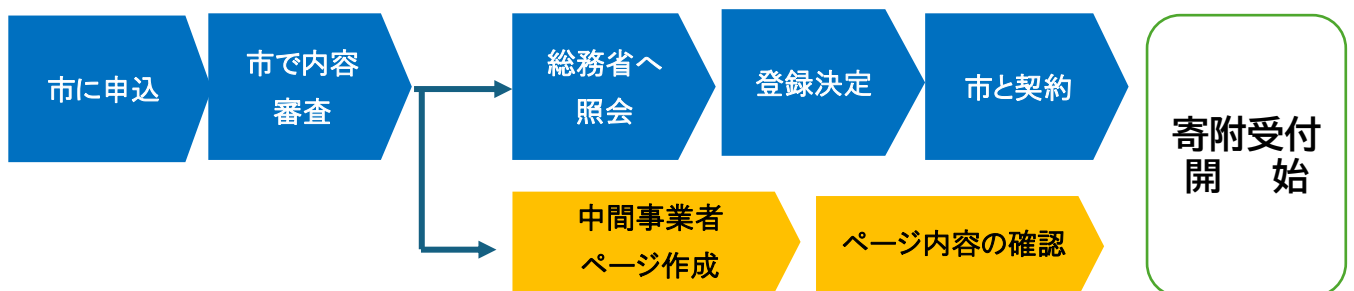 市に申込
市で内容
審査
総務省へ
照会
登録決定
市と契約
中間事業者
ページ作成
ページ内容の確認
寄附受付
開　始